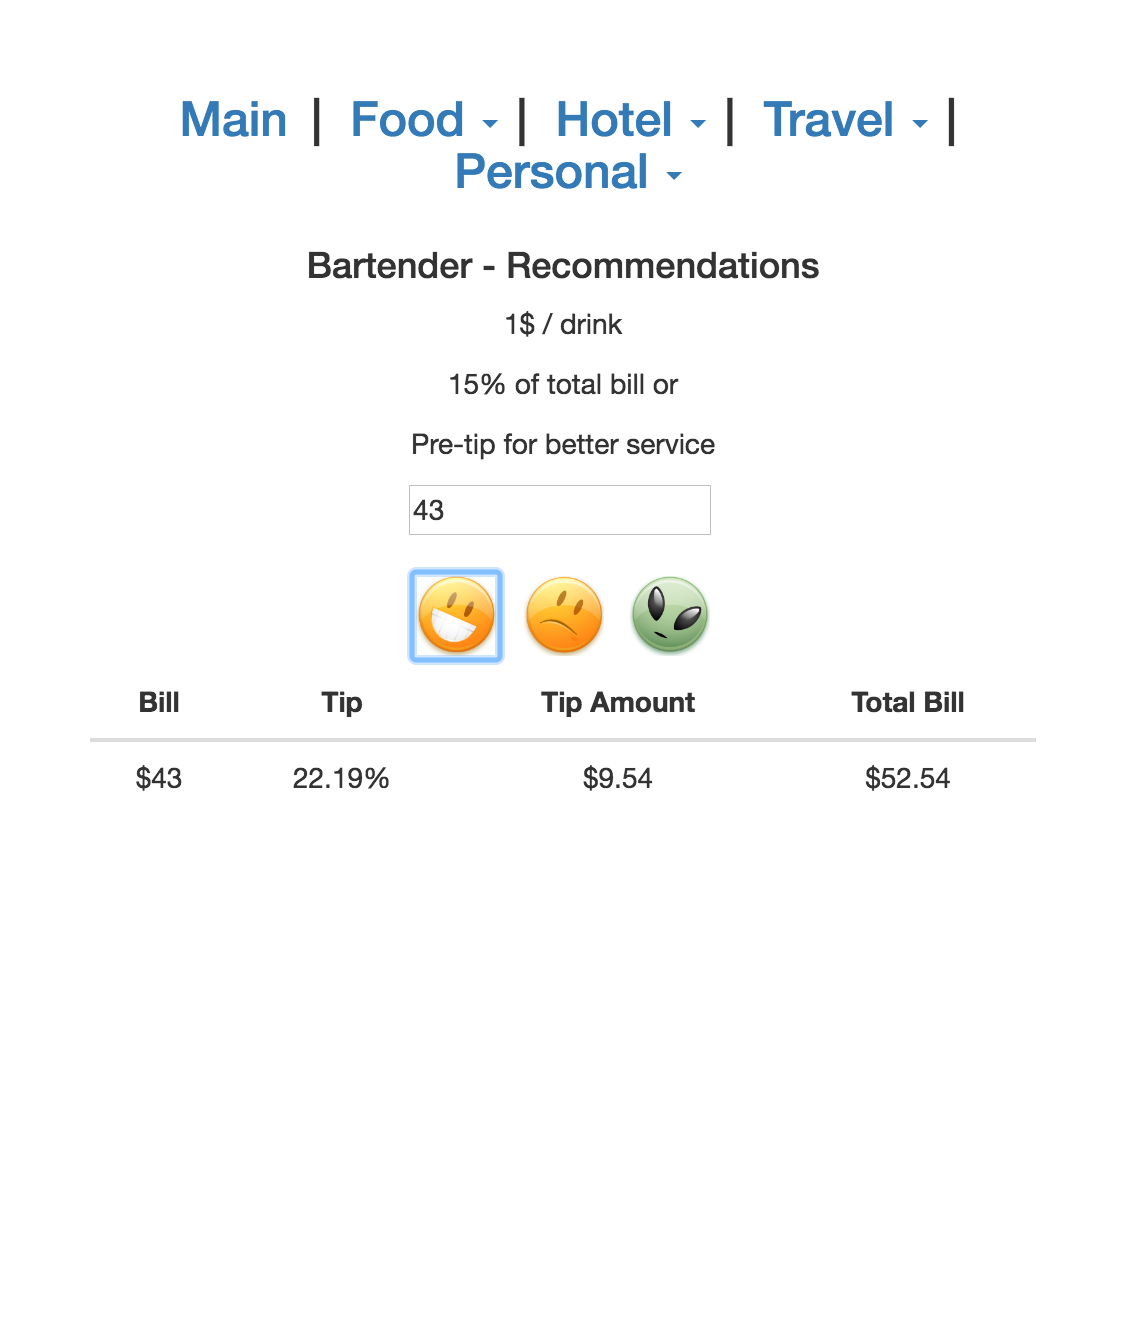 Main | Food | Hotel | Travel |
Personal
Bartender - Recommendations
1$ / drink
15% of total bill or
Pre-tip for better service
43
Bill Tip Tip Amount Total Bill
$43 22.19% $9.54 $52.54